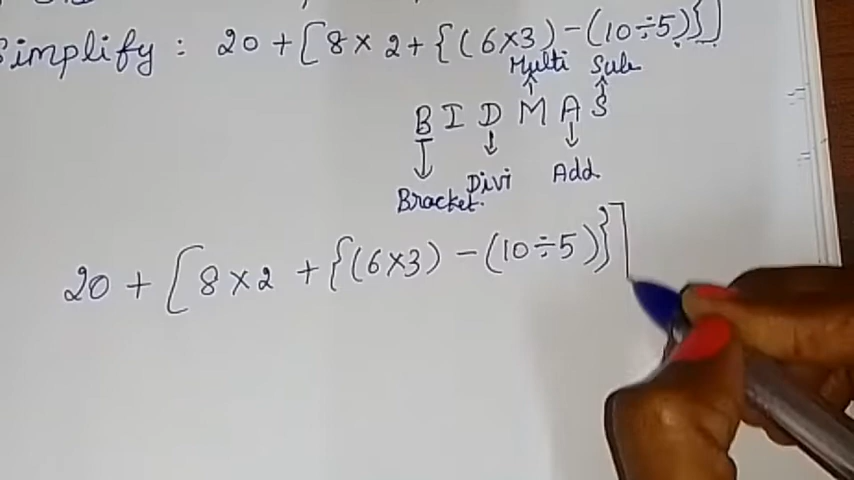 Simplify : 20 + [8 × 2 + {(6×3) − (10÷5)}]
Multi Sub
B I D M A S
Bracket. Divi Add
20 + [8 × 2 + {(6×3) − (10÷5)}]